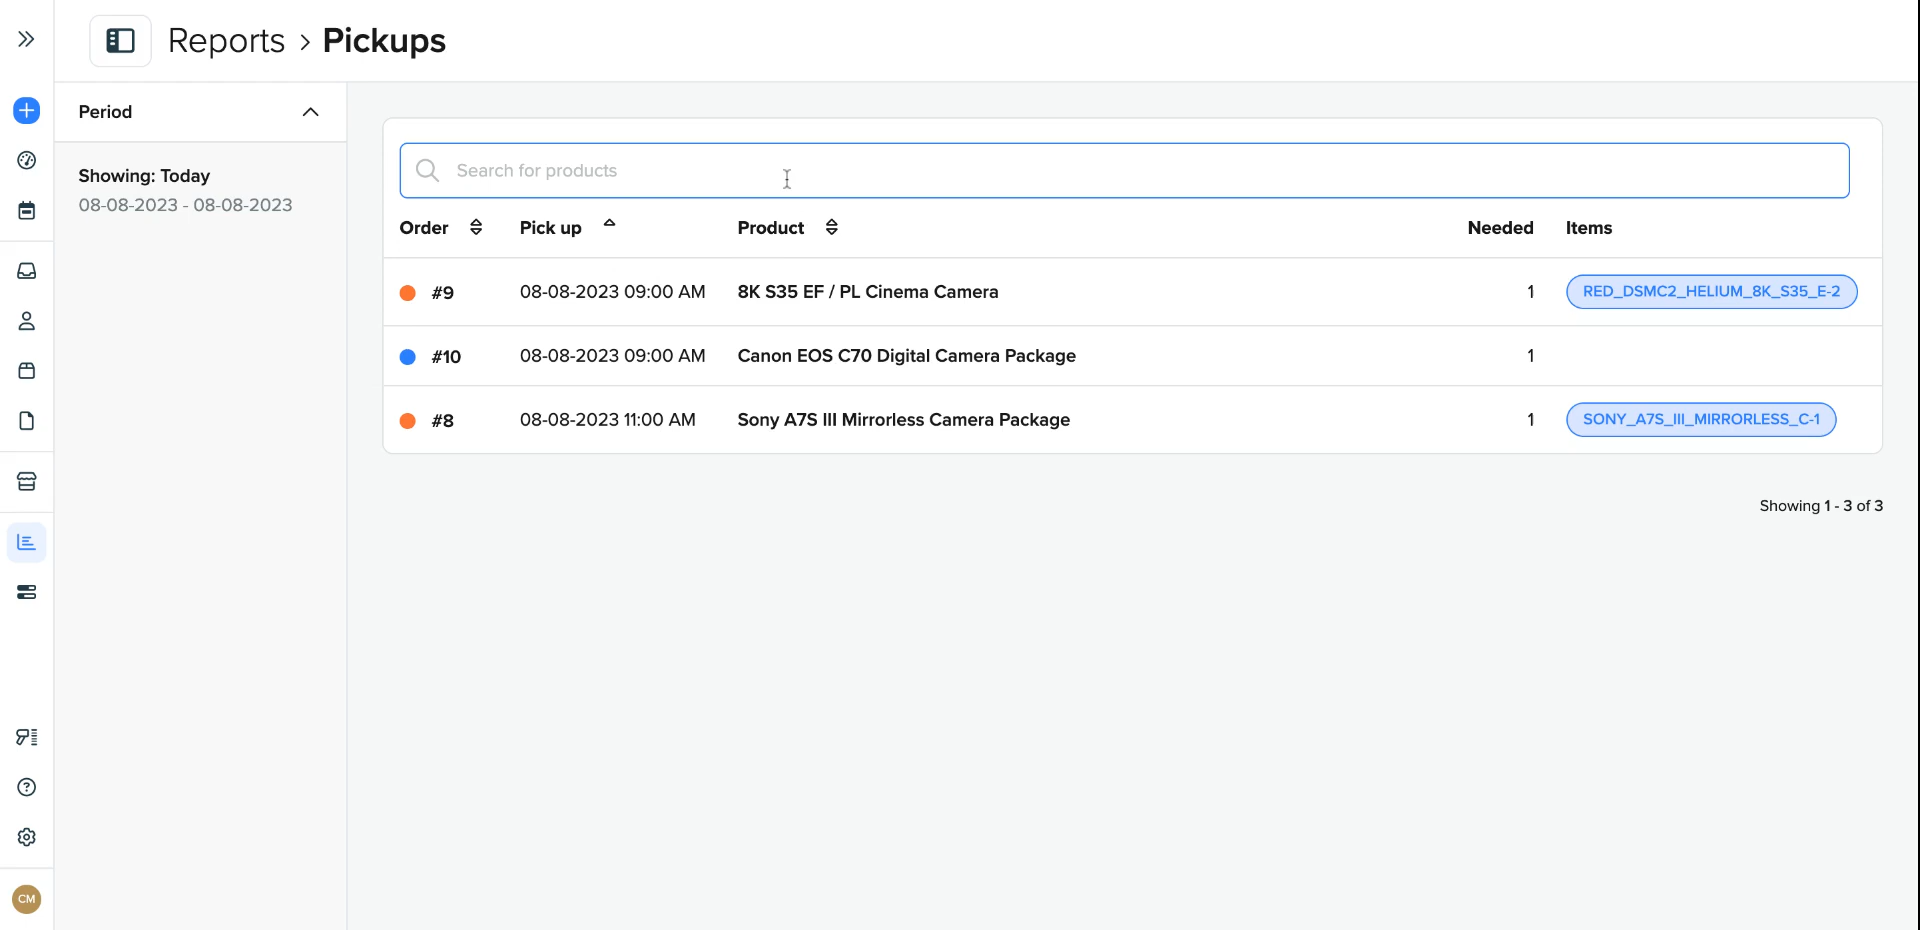 Reports > Pickups
Period
Showing: Today
08-08-2023 - 08-08-2023
Search for products
Order Pick up Product Needed Items
#9 08-08-2023 09:00 AM 8K S35 EF / PL Cinema Camera 1 RED_DSMC2_HELIUM_8K_S35_E-2
#10 08-08-2023 09:00 AM Canon EOS C70 Digital Camera Package 1
#8 08-08-2023 11:00 AM Sony A7S III Mirrorless Camera Package 1 SONY_A7S_III_MIRRORLESS_C-1
Showing 1 - 3 of 3
CM